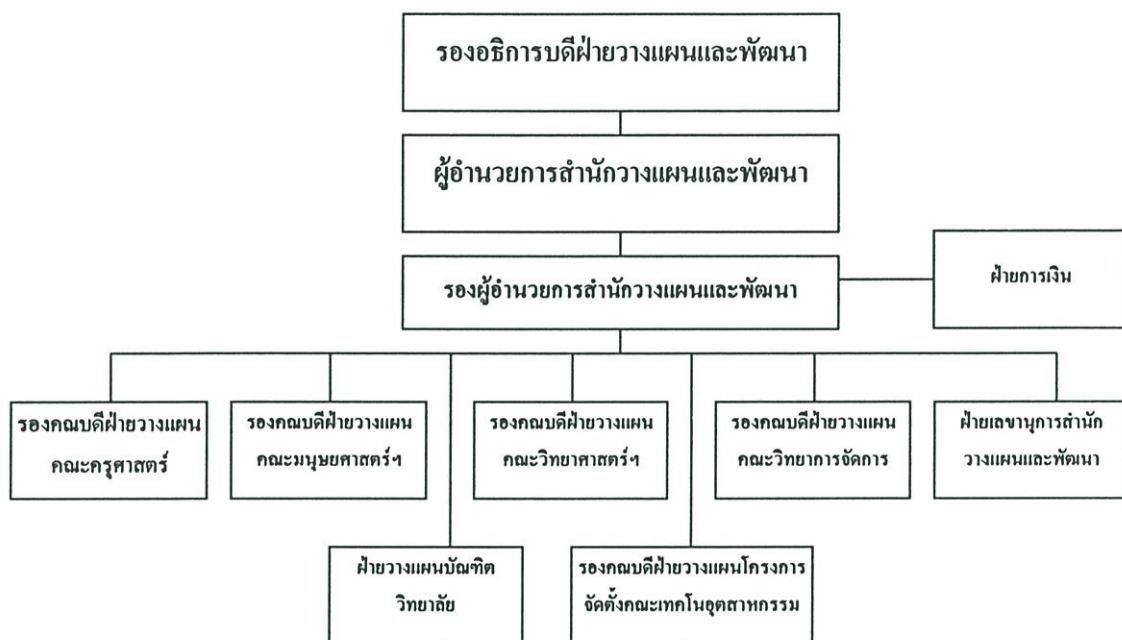 รองอธิการบดีฝ่ายวางแผนและพัฒนา
ผู้อำนวยการสำนักวางแผนและพัฒนา
รองผู้อำนวยการสำนักวางแผนและพัฒนา
ฝ่ายการเงิน
รองคณบดีฝ่ายวางแผน
คณะครุศาสตร์
รองคณบดีฝ่ายวางแผน
คณะมนุษยศาสตร์ฯ
รองคณบดีฝ่ายวางแผน
คณะวิทยาศาสตร์ฯ
รองคณบดีฝ่ายวางแผน
คณะวิทยาการจัดการ
ฝ่ายเลขานุการสำนัก
วางแผนและพัฒนา
ฝ่ายวางแผนบัณฑิต
วิทยาลัย
รองคณบดีฝ่ายวางแผนโครงการ
จัดตั้งคณะเทคโนอุตสาหกรรม